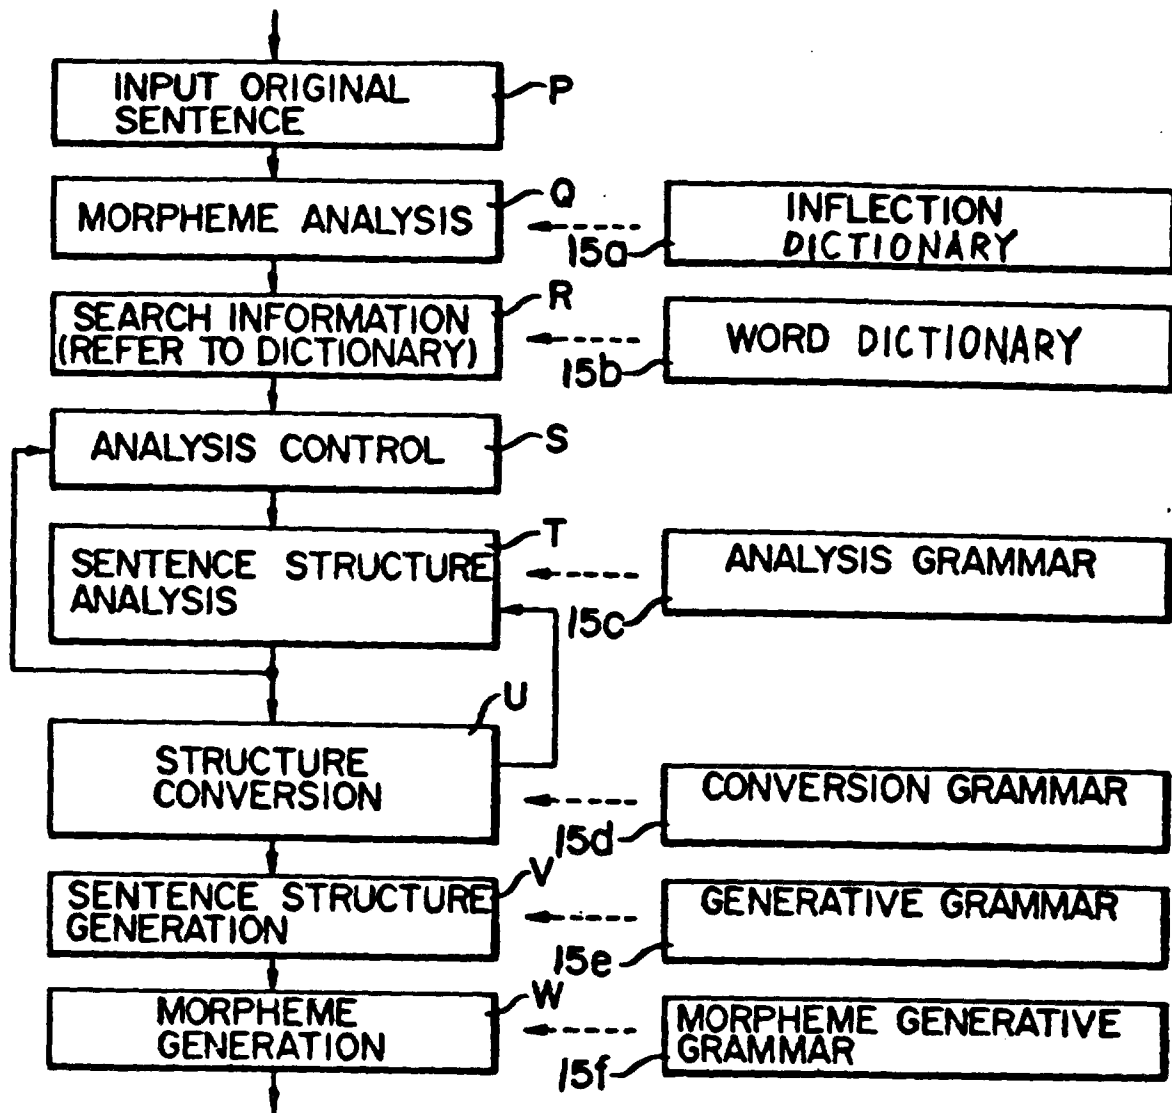 INPUT ORIGINAL
SENTENCE
P
MORPHEME ANALYSIS
Q
INFLECTION
DICTIONARY
15a
SEARCH INFORMATION
(REFER TO DICTIONARY)
R
WORD DICTIONARY
15b
ANALYSIS CONTROL
S
SENTENCE STRUCTURE
ANALYSIS
T
ANALYSIS GRAMMAR
15c
STRUCTURE
CONVERSION
U
CONVERSION GRAMMAR
15d
SENTENCE STRUCTURE
GENERATION
V
GENERATIVE GRAMMAR
15e
MORPHEME
GENERATION
W
MORPHEME GENERATIVE
GRAMMAR
15f